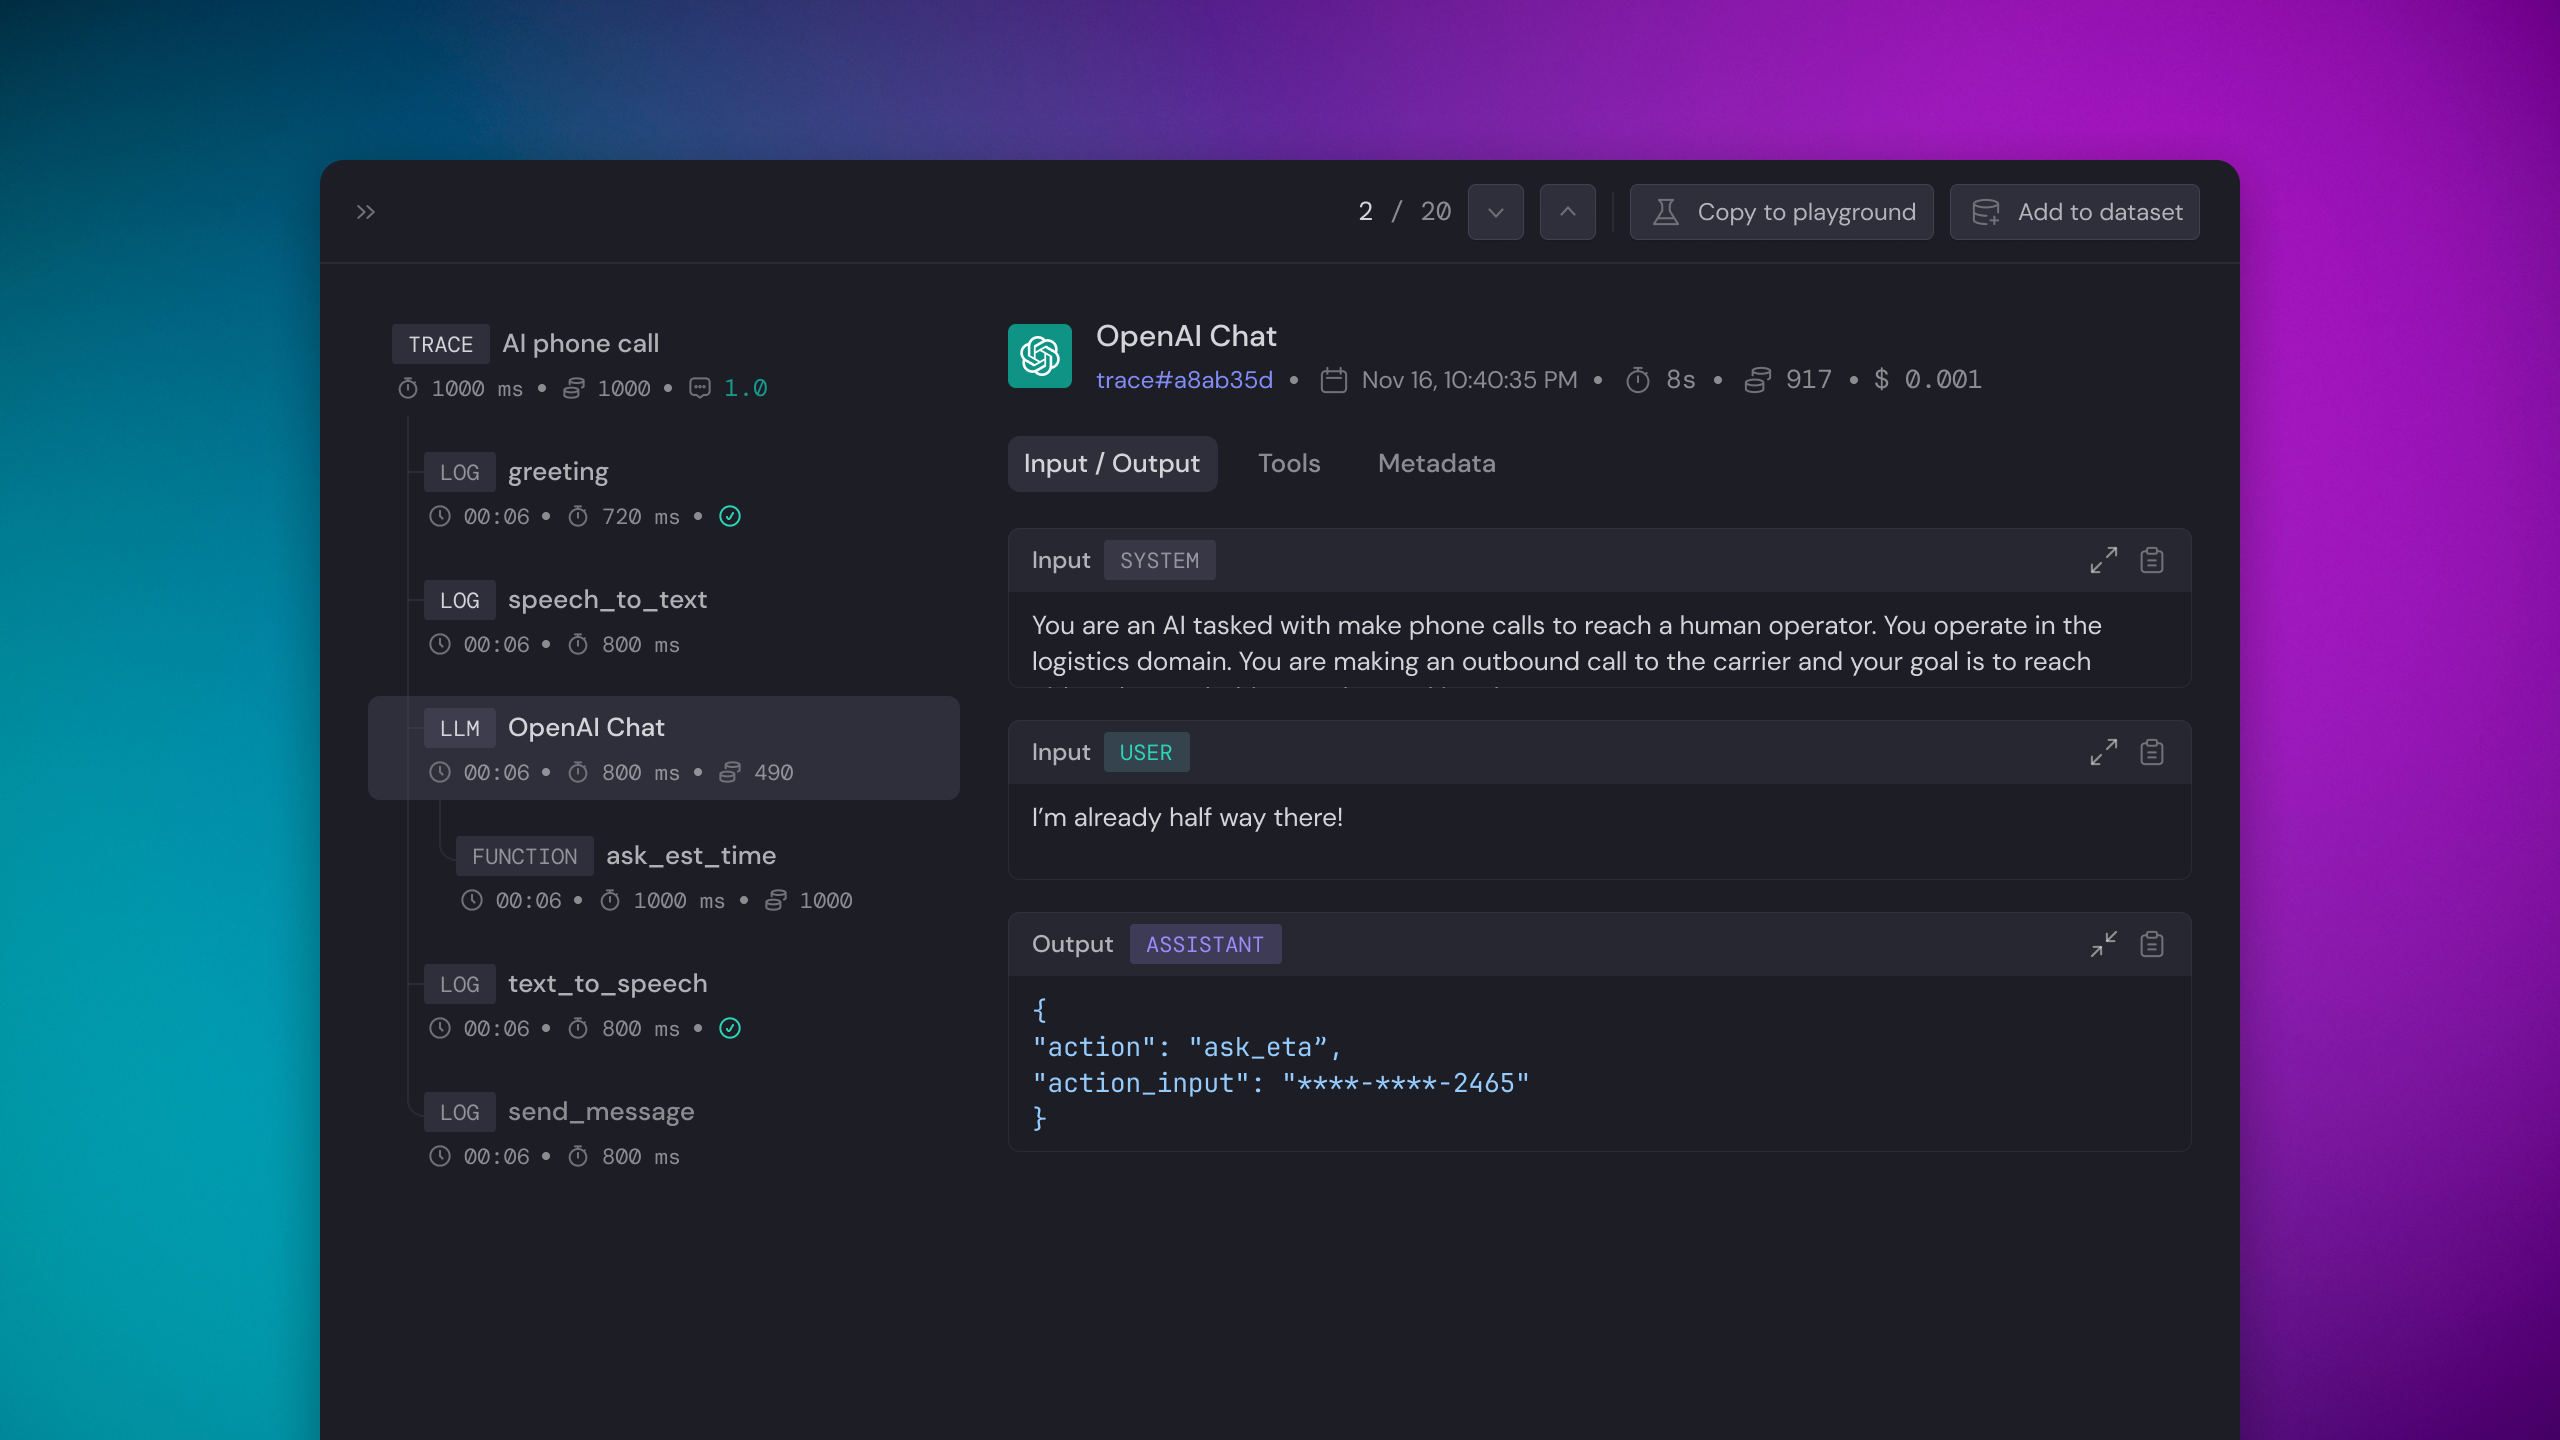 2 / 20
Copy to playground
Add to dataset
TRACE AI phone call
1000 ms • 1000 • 1.0
LOG greeting
00:06 • 720 ms •
LOG speech_to_text
00:06 • 800 ms
LLM OpenAI Chat
00:06 • 800 ms • 490
FUNCTION ask_est_time
00:06 • 1000 ms • 1000
LOG text_to_speech
00:06 • 800 ms •
LOG send_message
00:06 • 800 ms
OpenAI Chat
trace#a8ab35d • Nov 16, 10:40:35 PM • 8s • 917 • $ 0.001
Input / Output Tools Metadata
Input SYSTEM
You are an AI tasked with make phone calls to reach a human operator. You operate in the
logistics domain. You are making an outbound call to the carrier and your goal is to reach
Input USER
I’m already half way there!
Output ASSISTANT
{
"action": "ask_eta”,
"action_input": "****-****-2465"
}